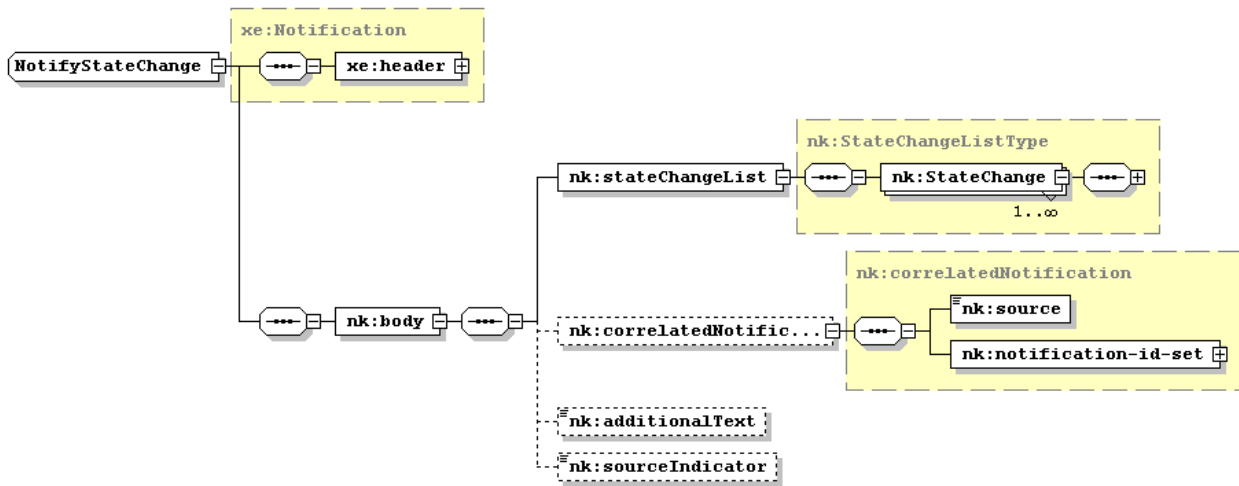 xe:Notification
NotifyStateChange
xe:header
nk:StateChangeListType
nk:stateChangeList
nk:StateChange
1..∞
nk:correlatedNotification
nk:source
nk:body
nk:correlatedNotific...
nk:notification-id-set
nk:additionalText
nk:sourceIndicator